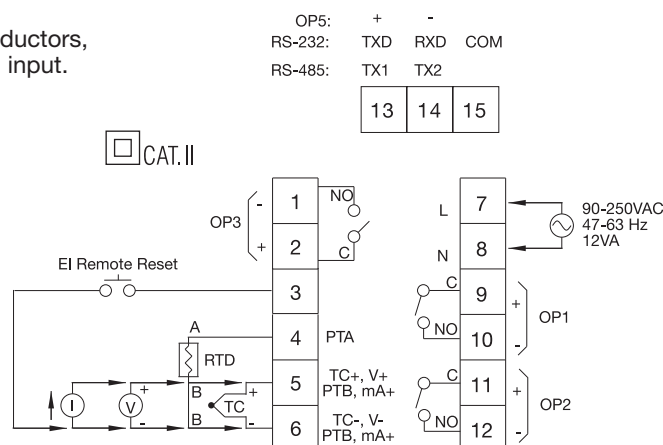 ductors,
input.
OP5: + -
RS-232: TXD RXD COM
RS-485: TX1 TX2
13 14 15
CAT. II
OP3 - +
1 NO
2 C
EI Remote Reset
3
A 4 PTA
RTD
I V + - B B TC + -
5 TC+, V+
PTB, mA+
6 TC-, V-
PTB, mA+
L 7
N 8
90-250VAC
47-63 Hz
12VA
C 9 +
NO 10 -
OP1
C 11 +
NO 12 -
OP2